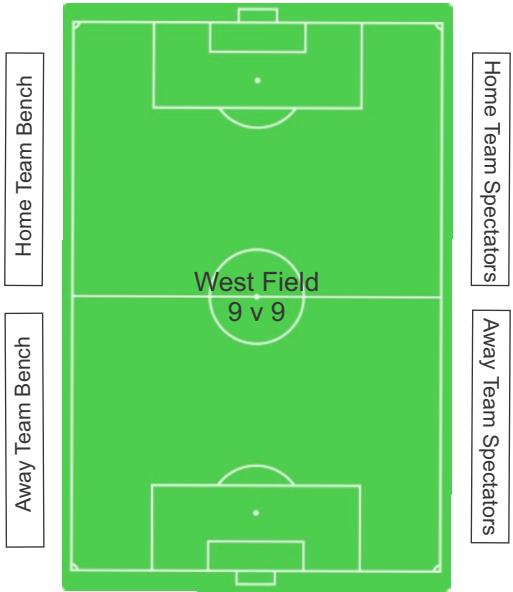 Home Team Bench
Home Team Spectators
West Field
9 v 9
Away Team Bench
Away Team Spectators